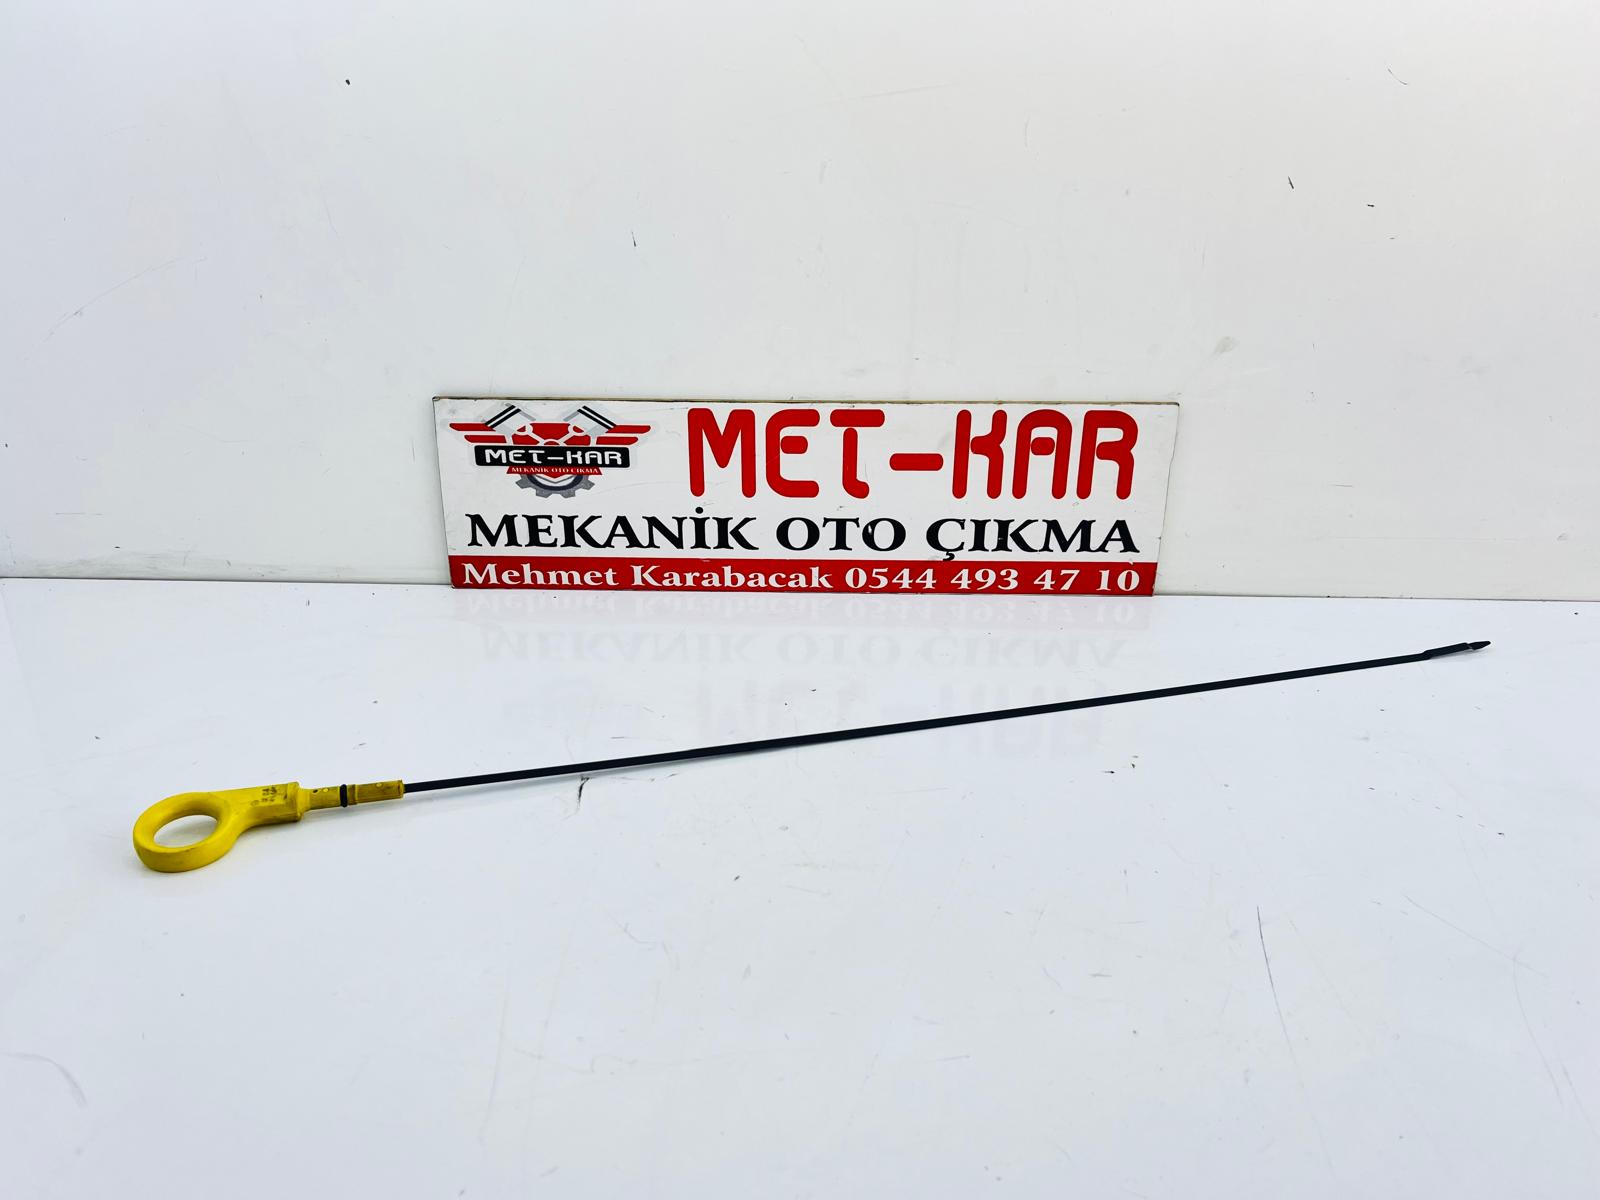 MET-KAR
MEKANİK OTO ÇIKMA
MET-KAR
MEKANİK OTO ÇIKMA
Mehmet Karabacak 0544 493 47 10